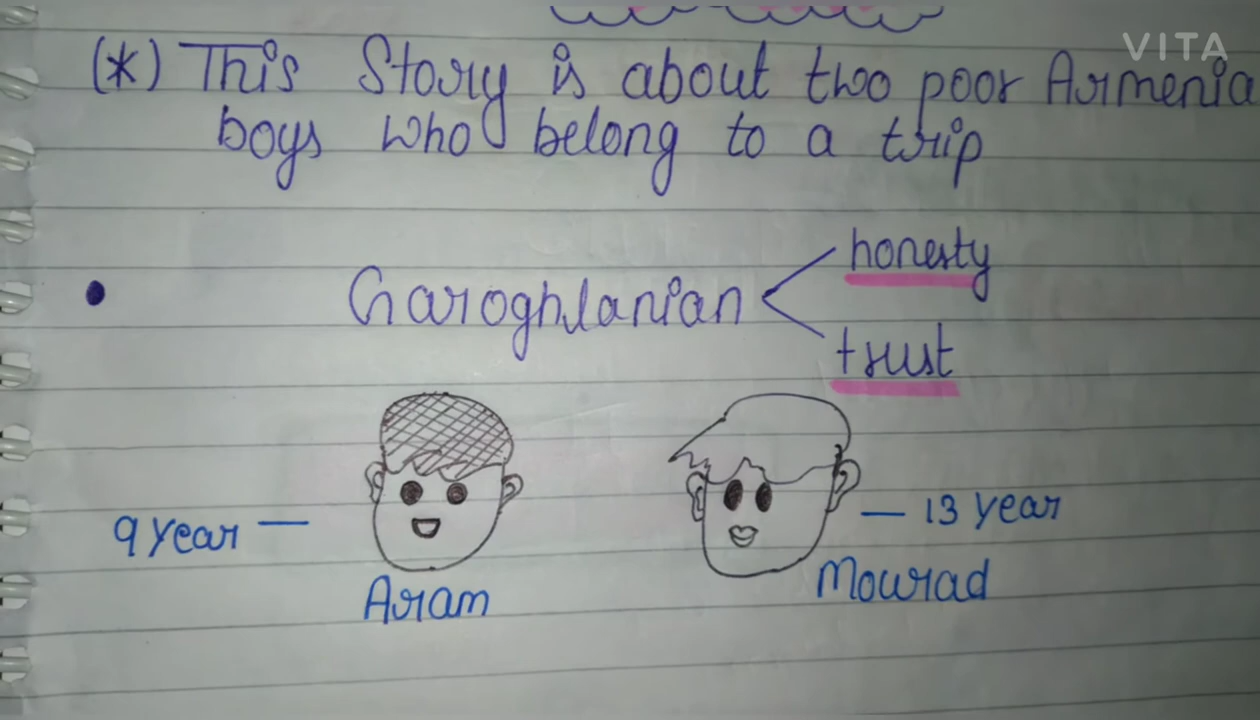 VITA
(*) This Story is about two poor Armenia
boys who belong to a trip
• Garoghlanian
honesty
trust
9 year —
— 13 year
Aram
Mourad